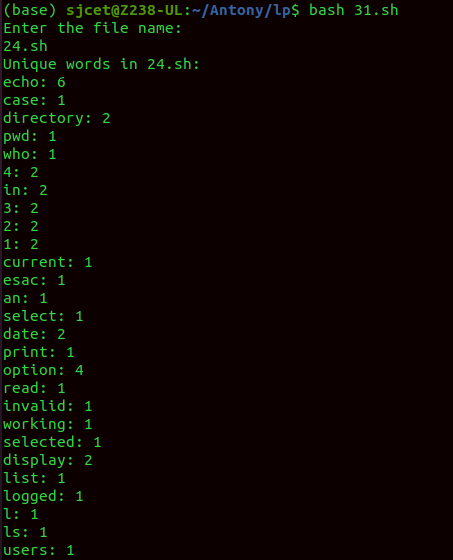 (base) sjcet@Z238-UL:~/Antony/lp$ bash 31.sh
Enter the file name:
24.sh
Unique words in 24.sh:
echo: 6
case: 1
directory: 2
pwd: 1
who: 1
4: 2
in: 2
3: 2
2: 2
1: 2
current: 1
esac: 1
an: 1
select: 1
date: 2
print: 1
option: 4
read: 1
invalid: 1
working: 1
selected: 1
display: 2
list: 1
logged: 1
l: 1
ls: 1
users: 1